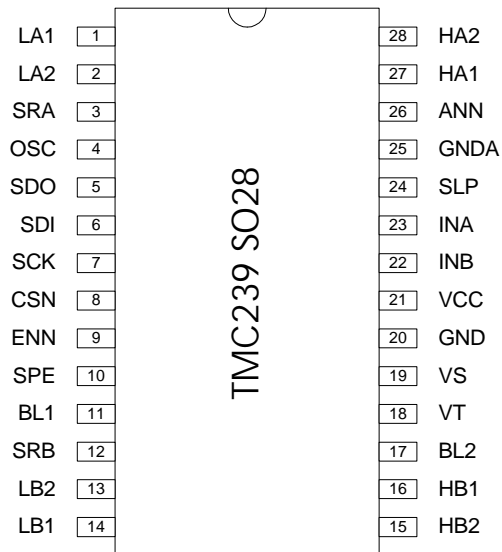 LA1 1 28 HA2
LA2 2 27 HA1
SRA 3 26 ANN
OSC 4 25 GNDA
SDO 5 24 SLP
SDI 6 23 INA
SCK 7 22 INB
CSN 8 21 VCC
ENN 9 20 GND
SPE 10 19 VS
BL1 11 18 VT
SRB 12 17 BL2
LB2 13 16 HB1
LB1 14 15 HB2
TMC239 SO28